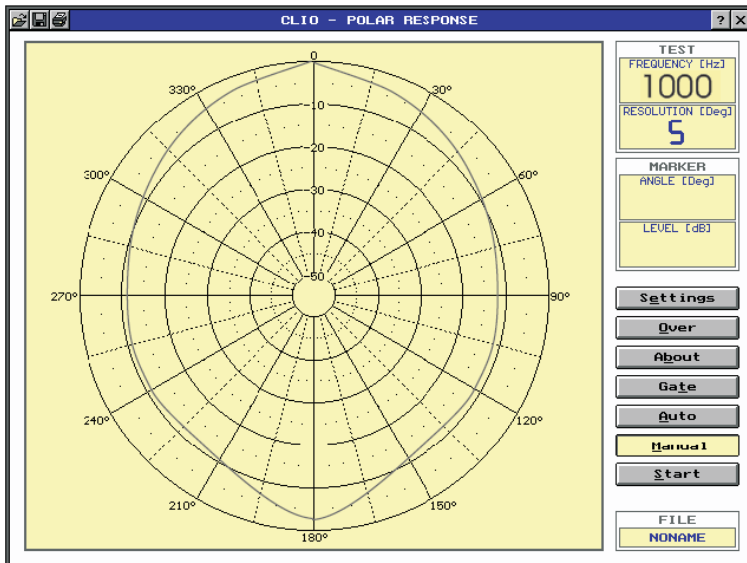 CLIO - POLAR RESPONSE
?
X
0
330°
30°
-10
300°
-20
60°
-30
-40
-50
270°
90°
240°
120°
210°
150°
180°
TEST
FREQUENCY [Hz]
1000
RESOLUTION [Deg]
5
MARKER
ANGLE [Deg]
LEVEL [dB]
Settings
Over
About
Gate
Auto
Manual
Start
FILE
NONAME